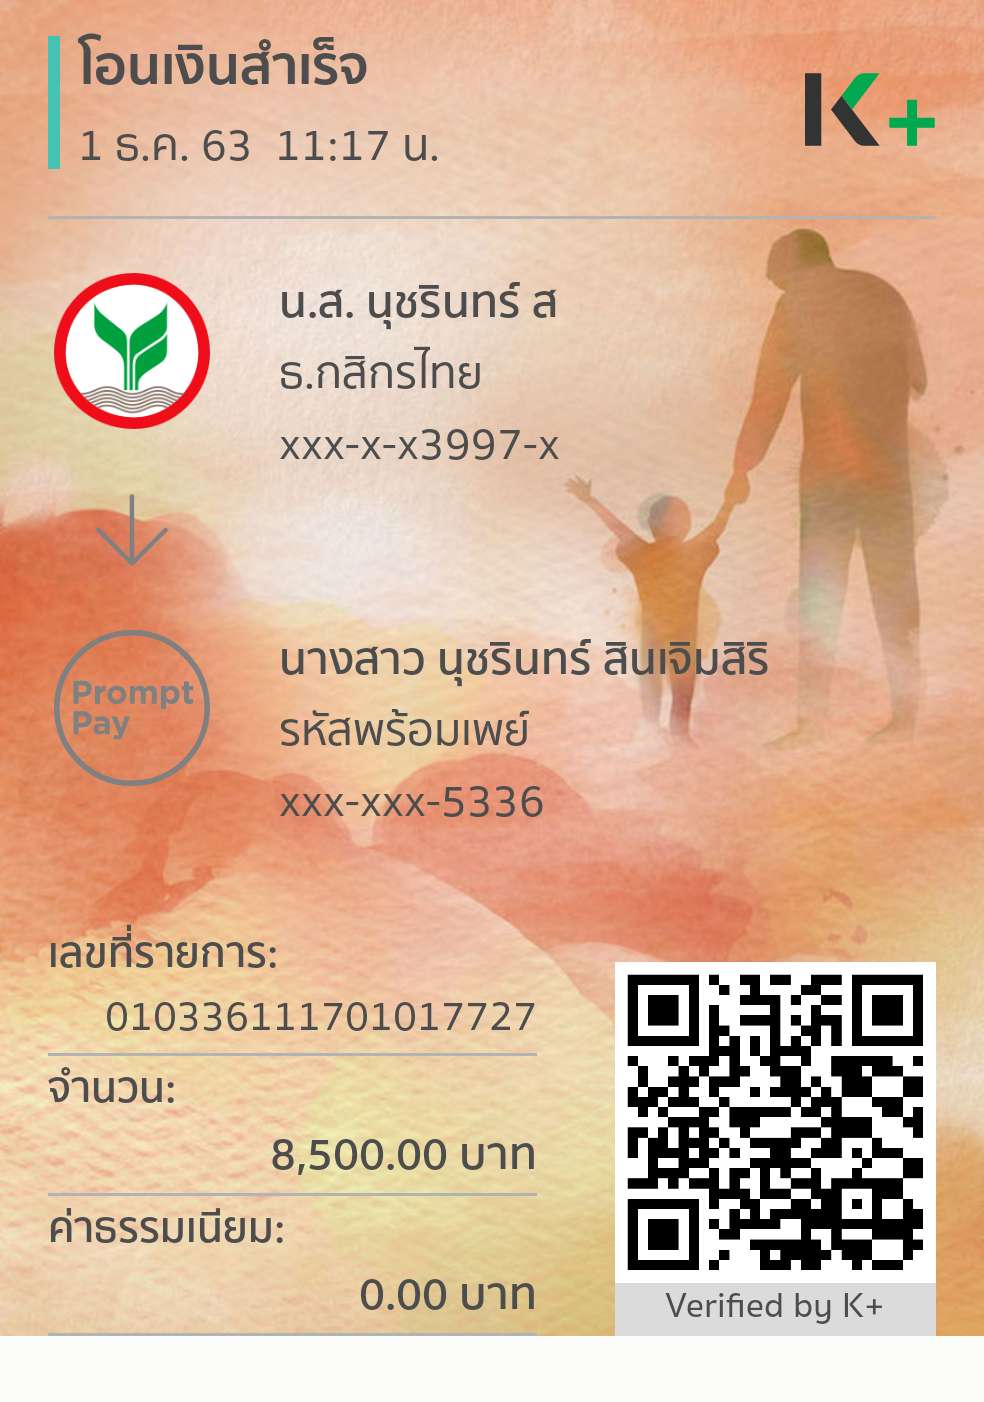 โอนเงินสำเร็จ
1 ธ.ค. 63 11:17 น.
K+
น.ส. นุชรินทร์ ส
ธ.กสิกรไทย
xxx-x-x3997-x
Prompt
Pay
นางสาว นุชรินทร์ สินเจิมสิริ
รหัสพร้อมเพย์
xxx-xxx-5336
เลขที่รายการ:
010336111701017727
จำนวน:
8,500.00 บาท
ค่าธรรมเนียม:
0.00 บาท
Verified by K+